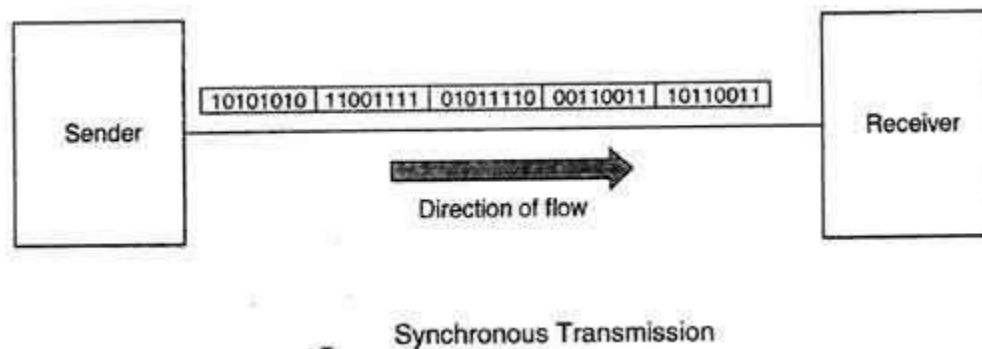 10101010 11001111 01011110 00110011 10110011
Sender
Receiver
Direction of flow
Synchronous Transmission